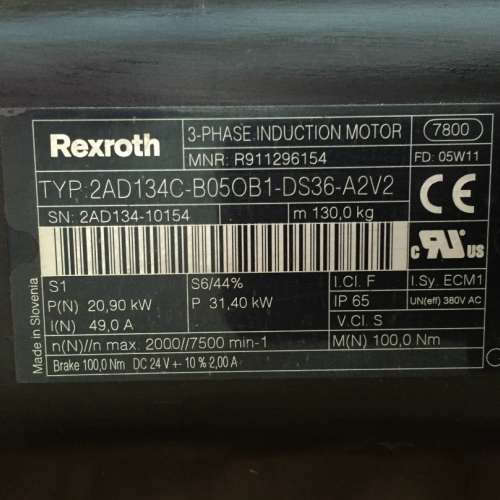 Rexroth
3-PHASE INDUCTION MOTOR
7800
MNR: R911296154
FD: 05W11
TYP: 2AD134C-B05OB1-DS36-A2V2
CE
SN: 2AD134-10154
m 130,0 kg
c RU US
Made in Slovenia
S1
S6/44%
I.Cl. F
I.Sy. ECM1
P(N) 20,90 kW
P 31,40 kW
IP 65
UN(eff) 380V AC
I(N) 49,0 A
V.Cl. S
n(N)//n max. 2000//7500 min-1
M(N) 100,0 Nm
Brake 100,0 Nm DC 24 V +- 10 % 2,00 A